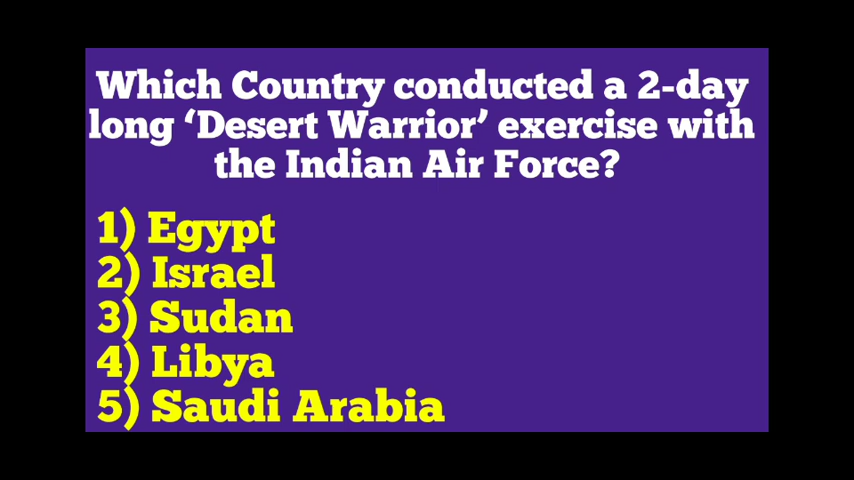 Which Country conducted a 2-day
long ‘Desert Warrior’ exercise with
the Indian Air Force?
1) Egypt
2) Israel
3) Sudan
4) Libya
5) Saudi Arabia